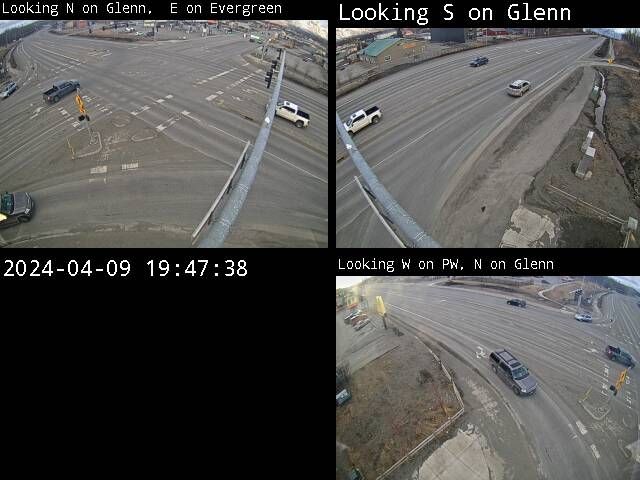 Looking N on Glenn,  E on Evergreen
Looking S on Glenn
2024-04-09 19:47:38
Looking W on PW, N on Glenn